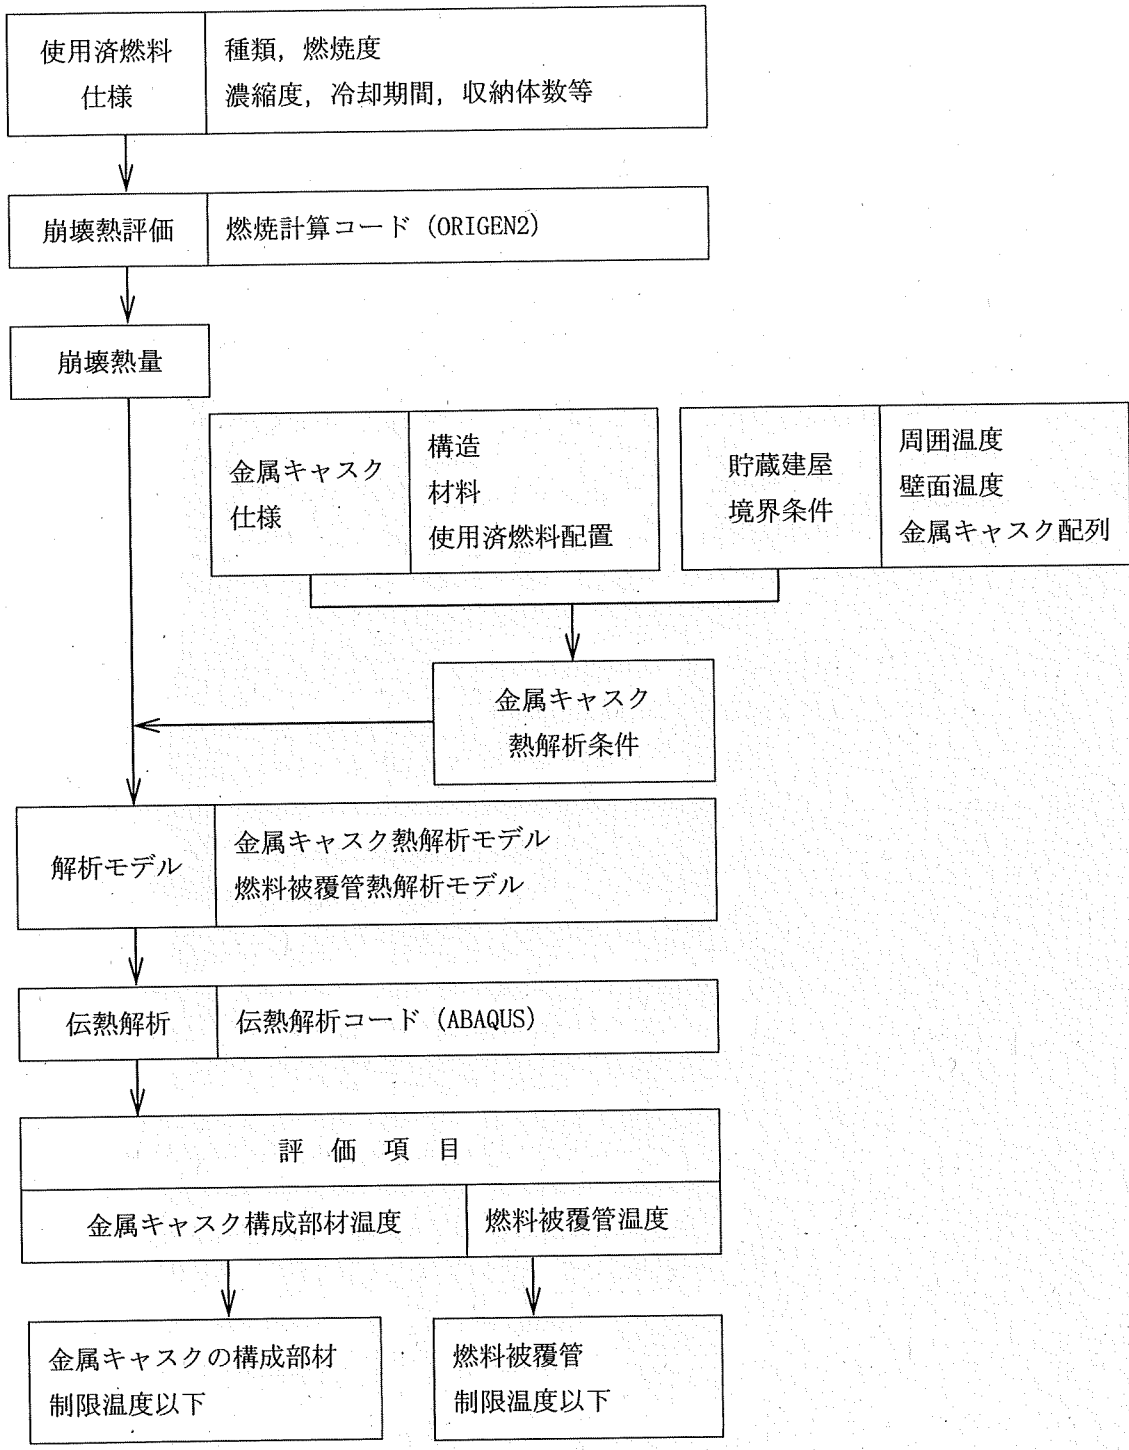 使用済燃料
仕様
種類，燃焼度
濃縮度，冷却期間，収納体数等
崩壊熱評価
燃焼計算コード（ORIGEN2）
崩壊熱量
金属キャスク
仕様
構造
材料
使用済燃料配置
貯蔵建屋
境界条件
周囲温度
壁面温度
金属キャスク配列
金属キャスク
熱解析条件
解析モデル
金属キャスク熱解析モデル
燃料被覆管熱解析モデル
伝熱解析
伝熱解析コード（ABAQUS）
評 価 項 目
金属キャスク構成部材温度
燃料被覆管温度
金属キャスクの構成部材
制限温度以下
燃料被覆管
制限温度以下